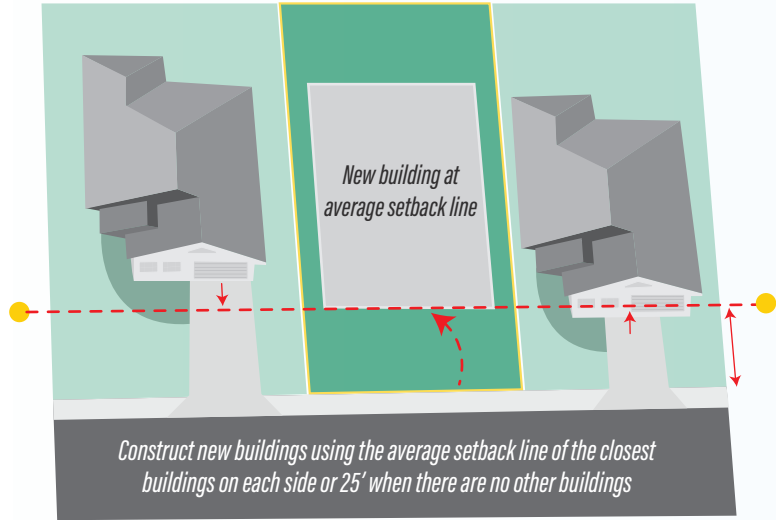 New building at
average setback line
Construct new buildings using the average setback line of the closest
buildings on each side or 25’ when there are no other buildings